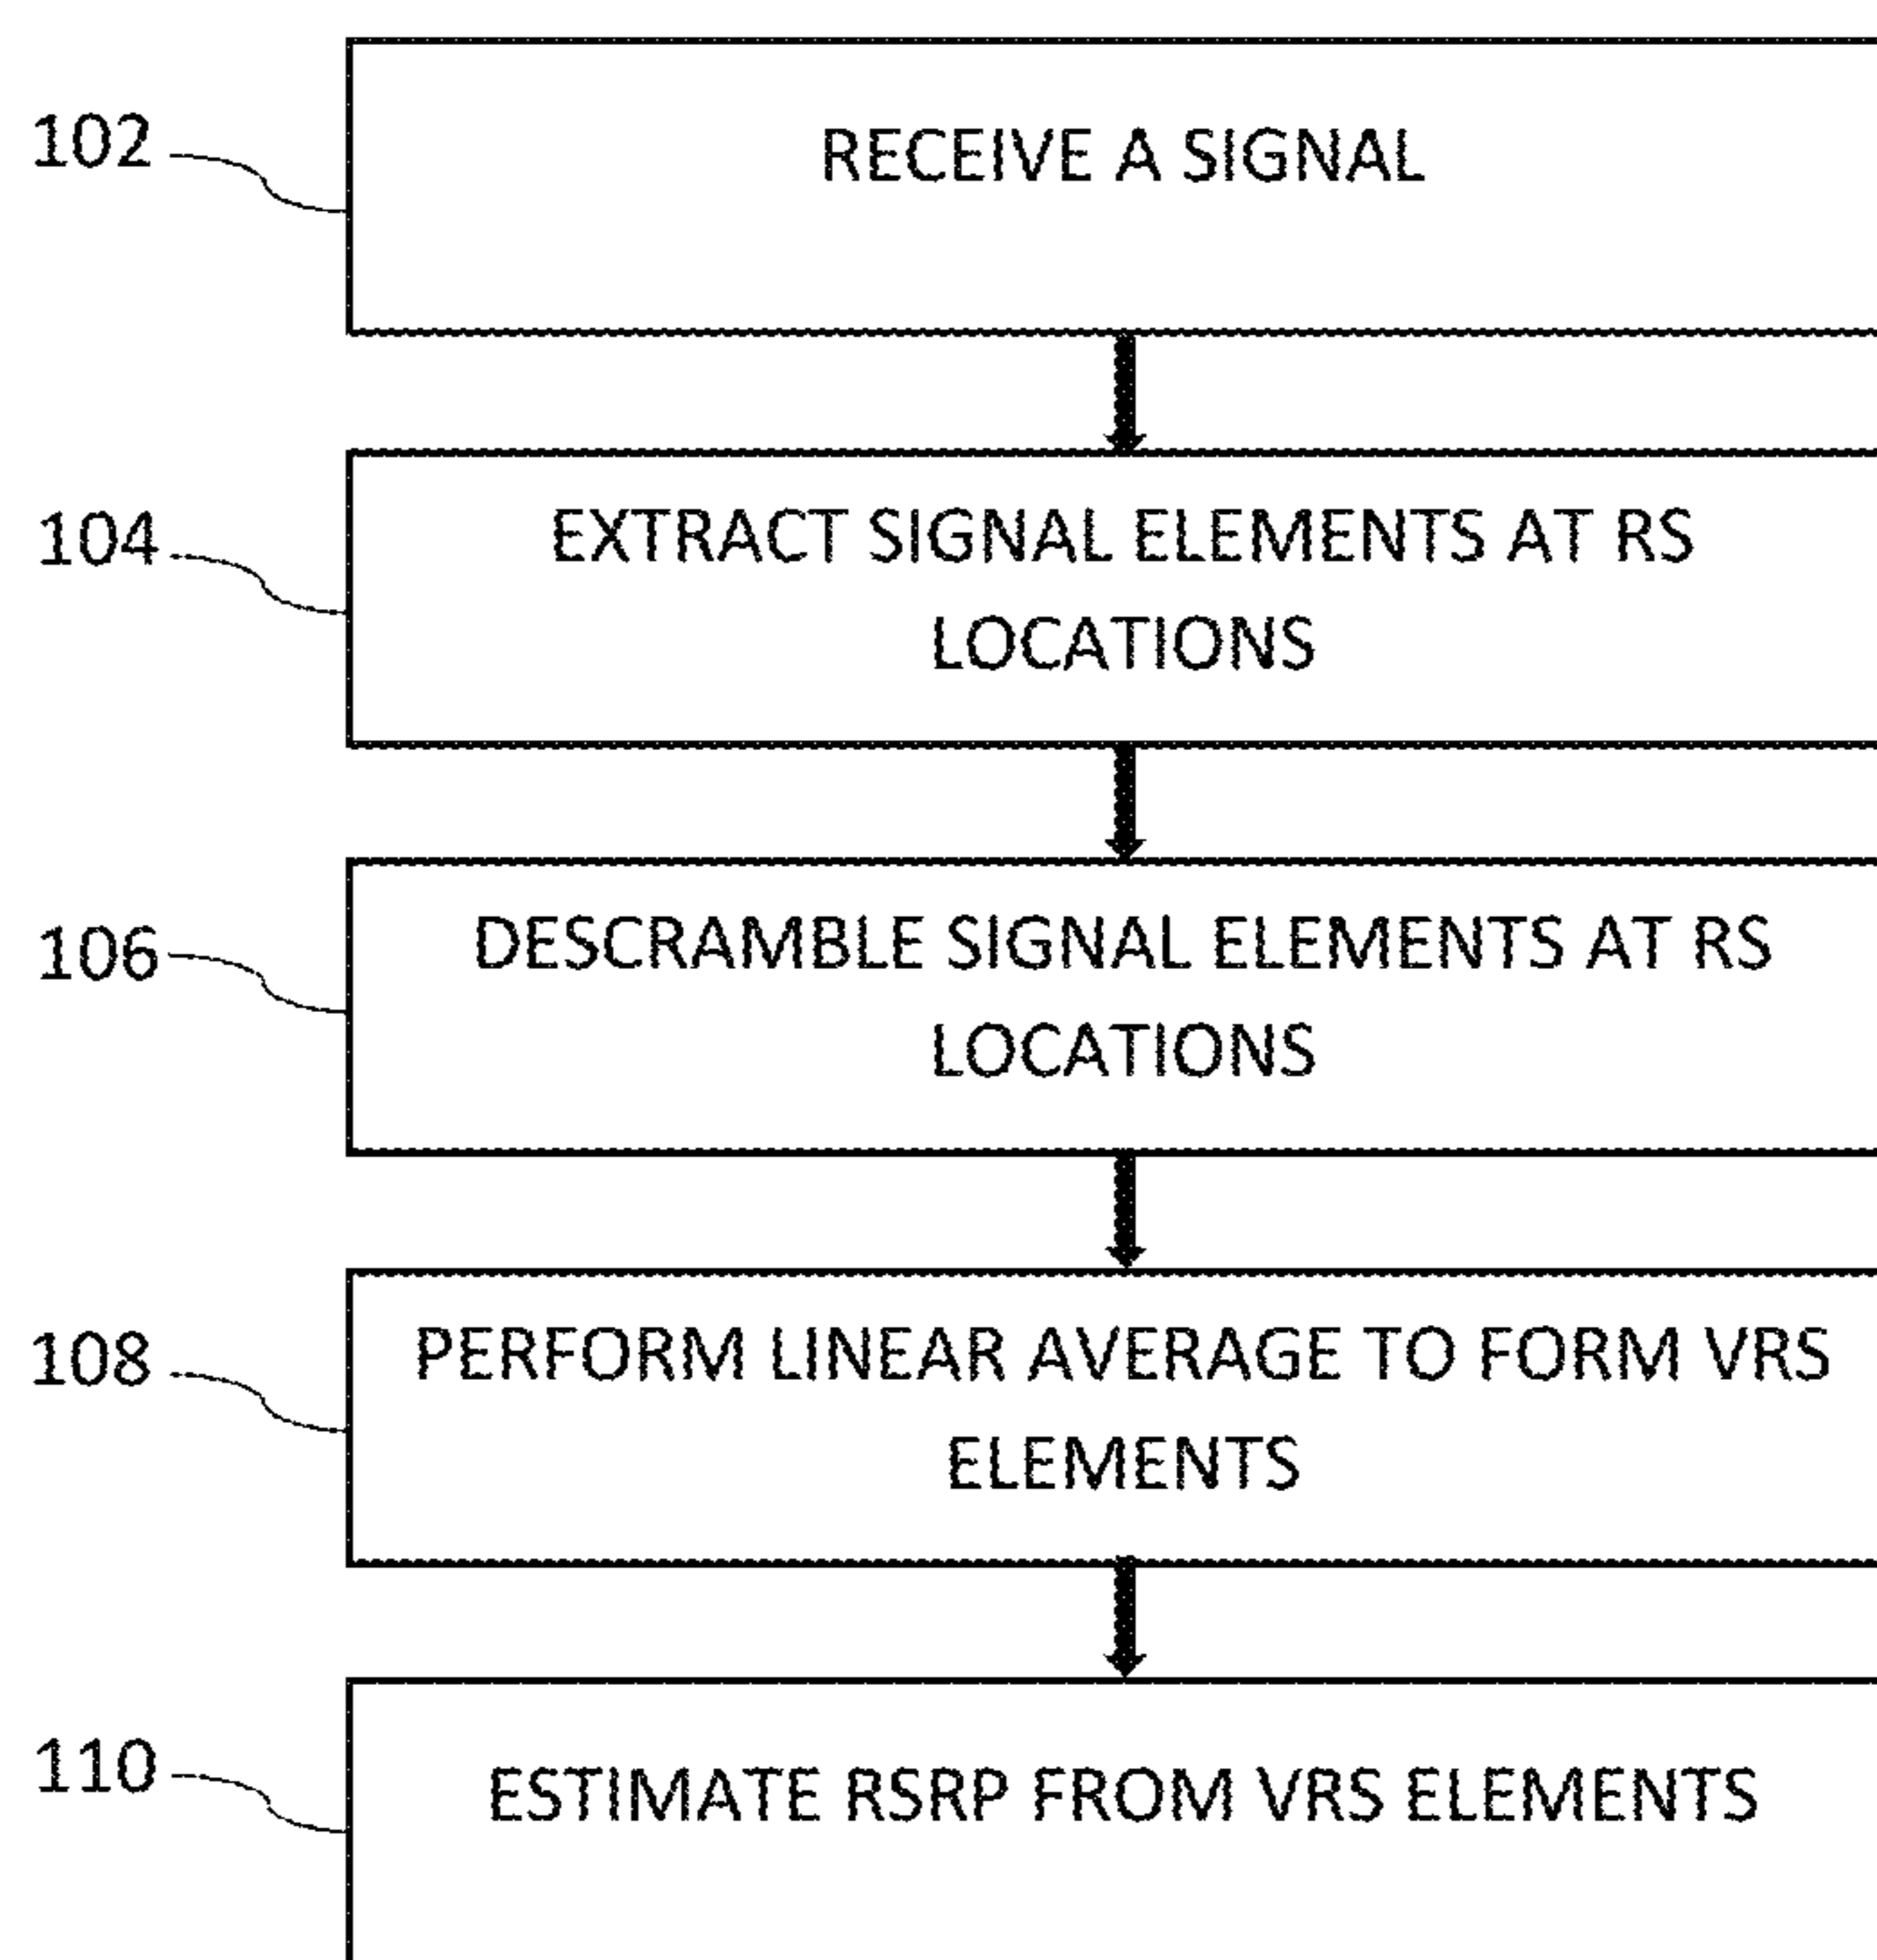 102
RECEIVE A SIGNAL
104
EXTRACT SIGNAL ELEMENTS AT RS
LOCATIONS
106
DESCRAMBLE SIGNAL ELEMENTS AT RS
LOCATIONS
108
PERFORM LINEAR AVERAGE TO FORM VRS
ELEMENTS
110
ESTIMATE RSRP FROM VRS ELEMENTS